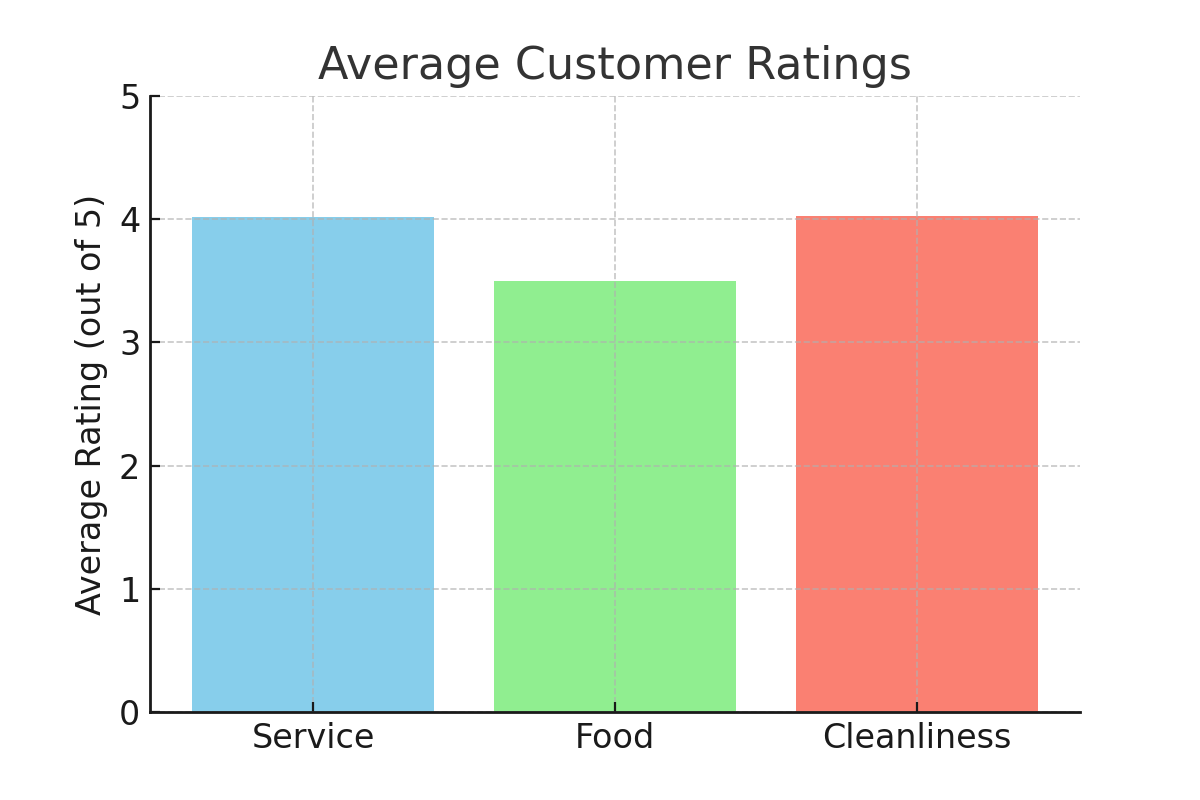 Average Customer Ratings
Average Rating (out of 5)
5
4
3
2
1
0
Service Food Cleanliness